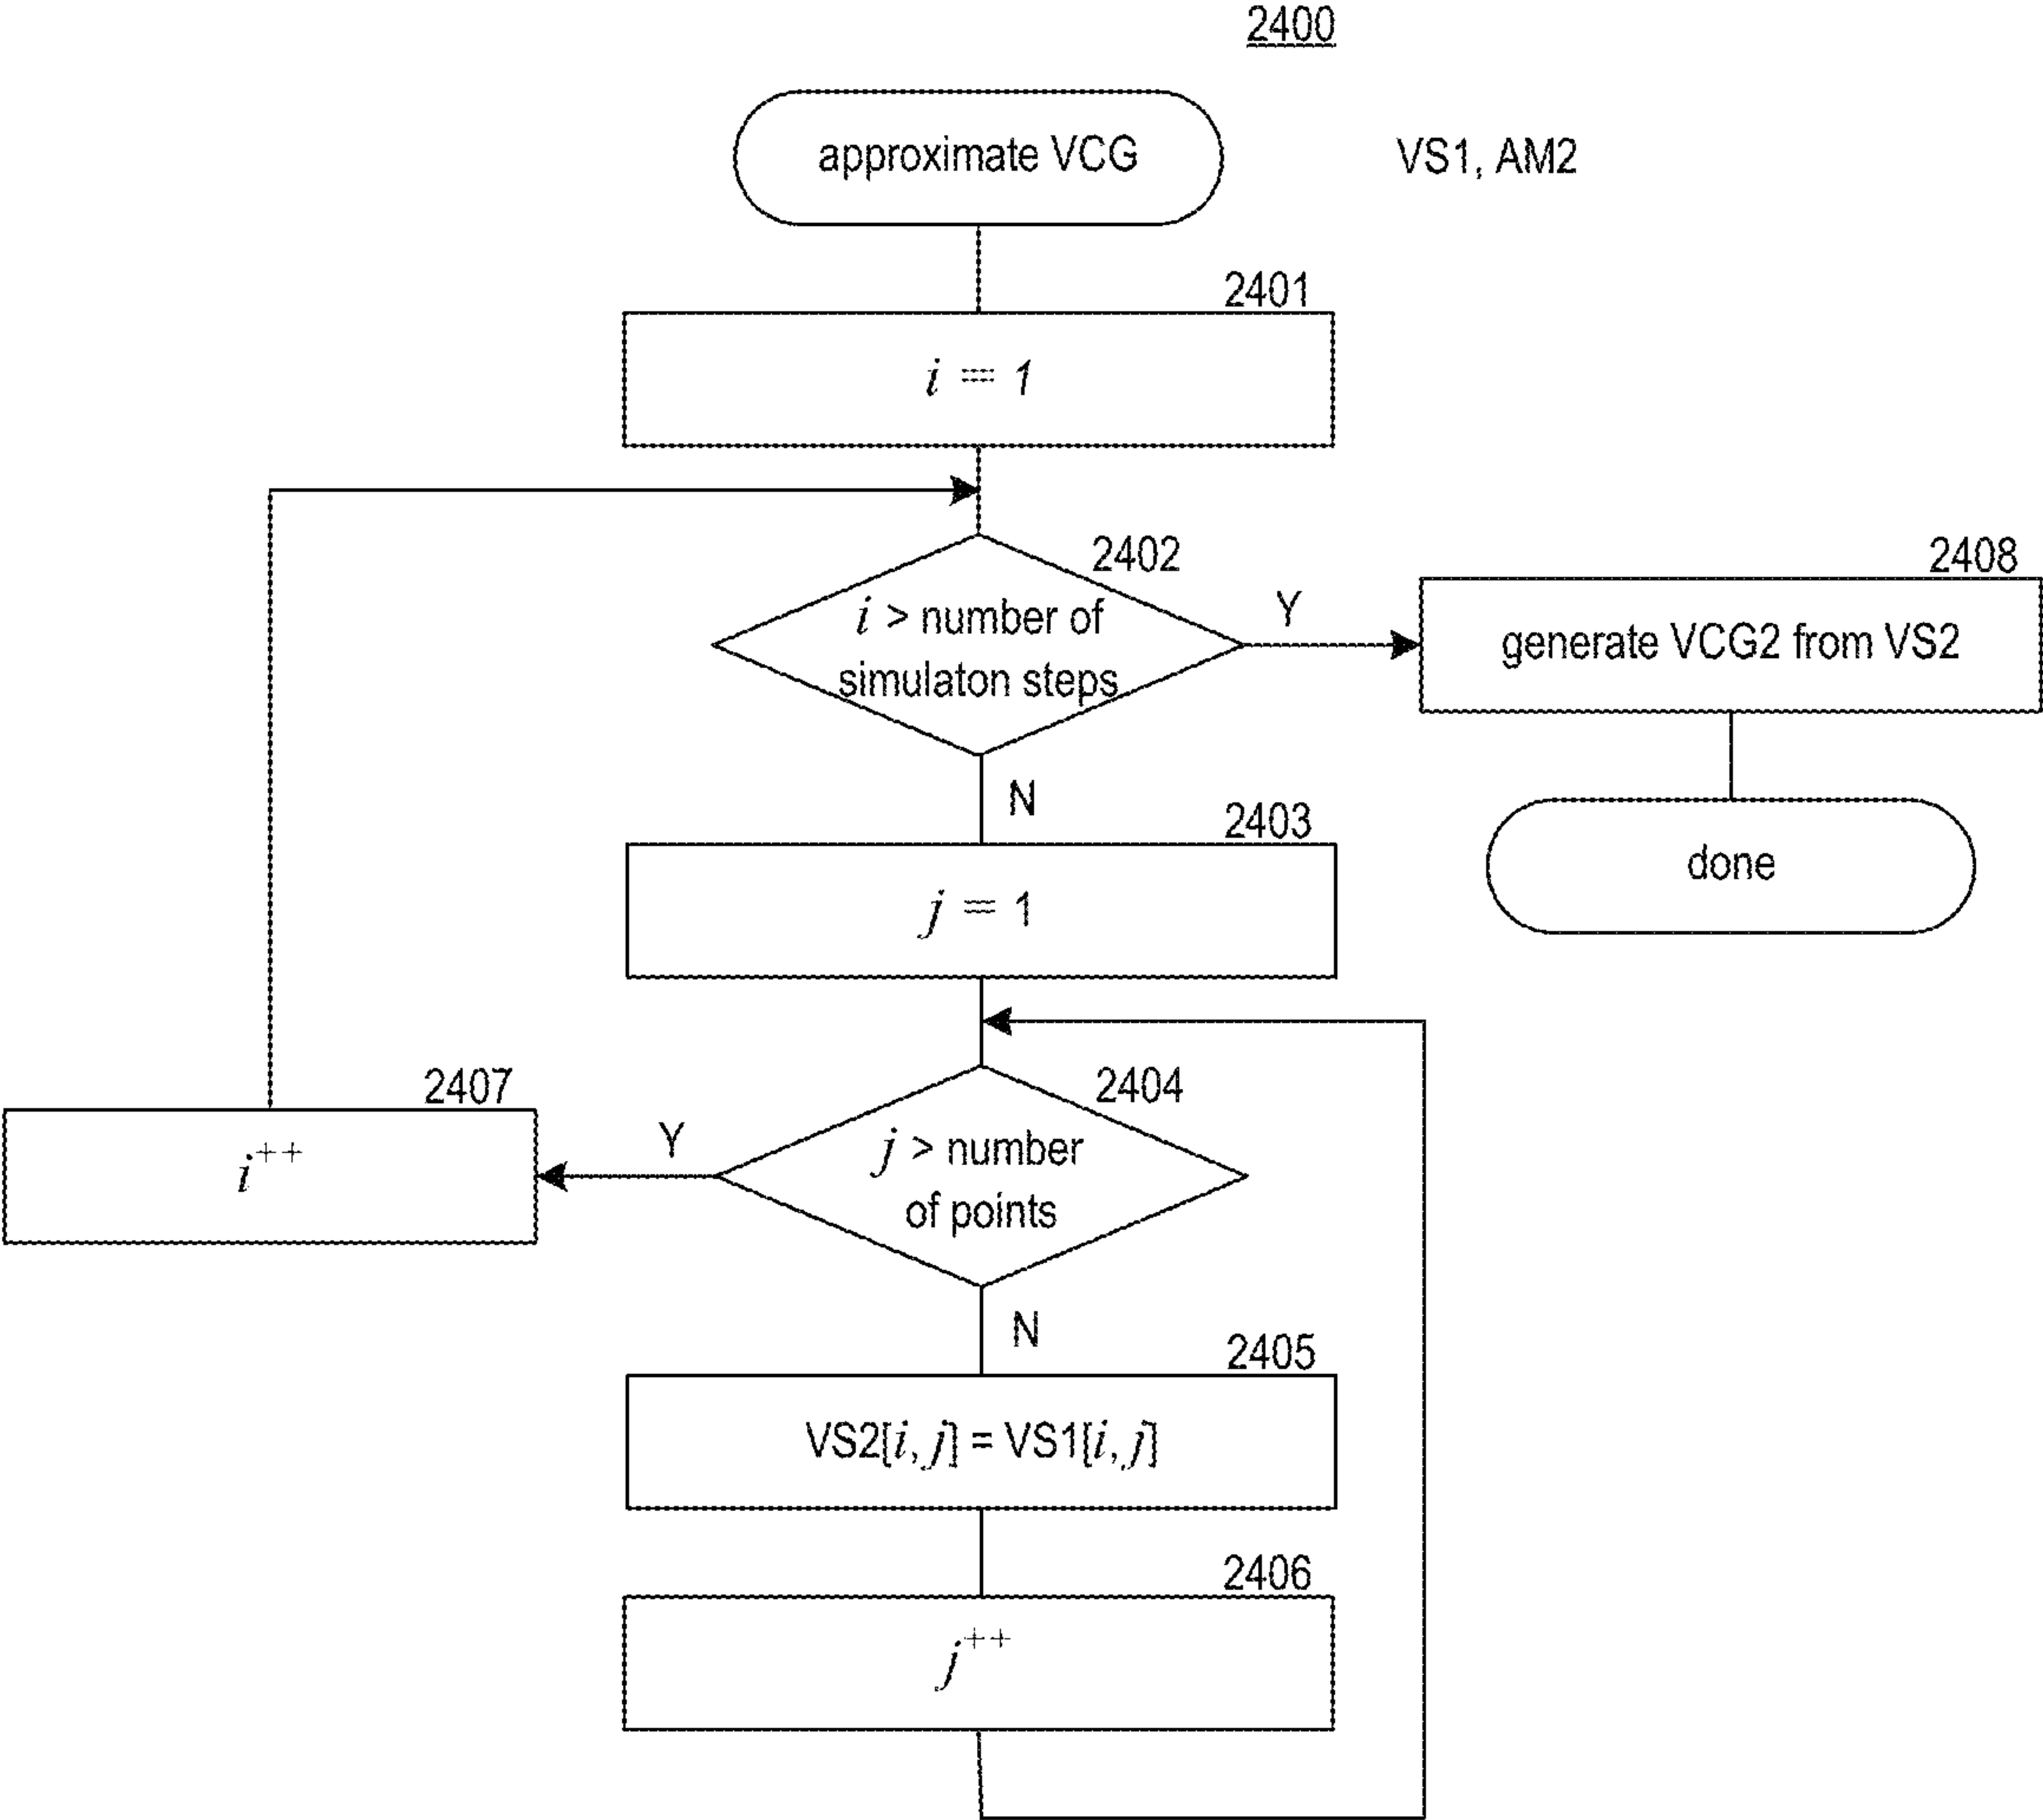 2400
approximate VCG
VS1, AM2
2401
i = 1
2402
i > number of
simulaton steps
Y
2408
generate VCG2 from VS2
N
2403
j = 1
done
2404
j > number
of points
Y
2407
i++
N
2405
VS2[i, j] = VS1[i, j]
2406
j++